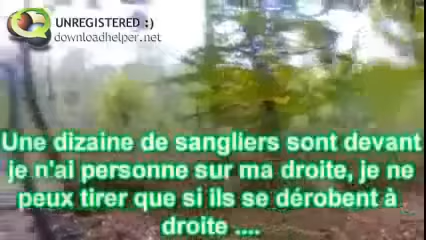 UNREGISTERED :)
downloadhelper.net
Une dizaine de sangliers sont devant
je n'ai personne sur ma droite, je ne
peux tirer que si ils se dérobent à
droite ....